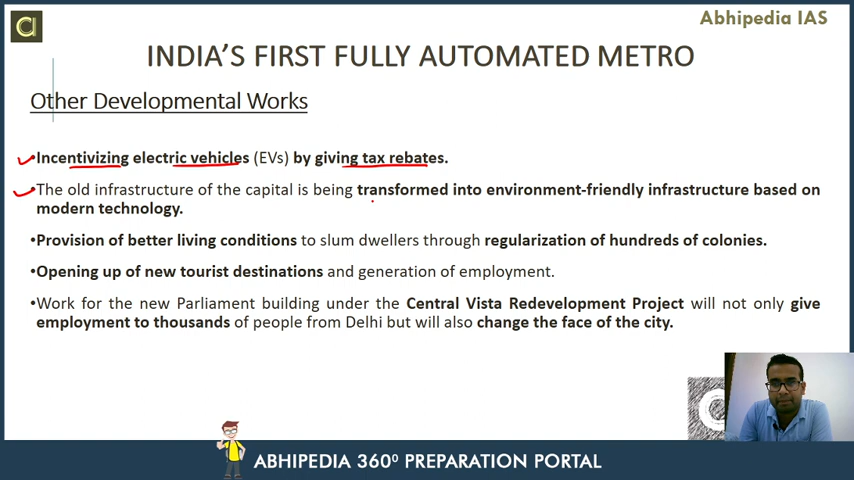 Abhipedia IAS
INDIA'S FIRST FULLY AUTOMATED METRO
Other Developmental Works
•Incentivizing electric vehicles (EVs) by giving tax rebates.
•The old infrastructure of the capital is being transformed into environment-friendly infrastructure based on
modern technology.
•Provision of better living conditions to slum dwellers through regularization of hundreds of colonies.
•Opening up of new tourist destinations and generation of employment.
•Work for the new Parliament building under the Central Vista Redevelopment Project will not only give
employment to thousands of people from Delhi but will also change the face of the city.
ABHIPEDIA 360⁰ PREPARATION PORTAL